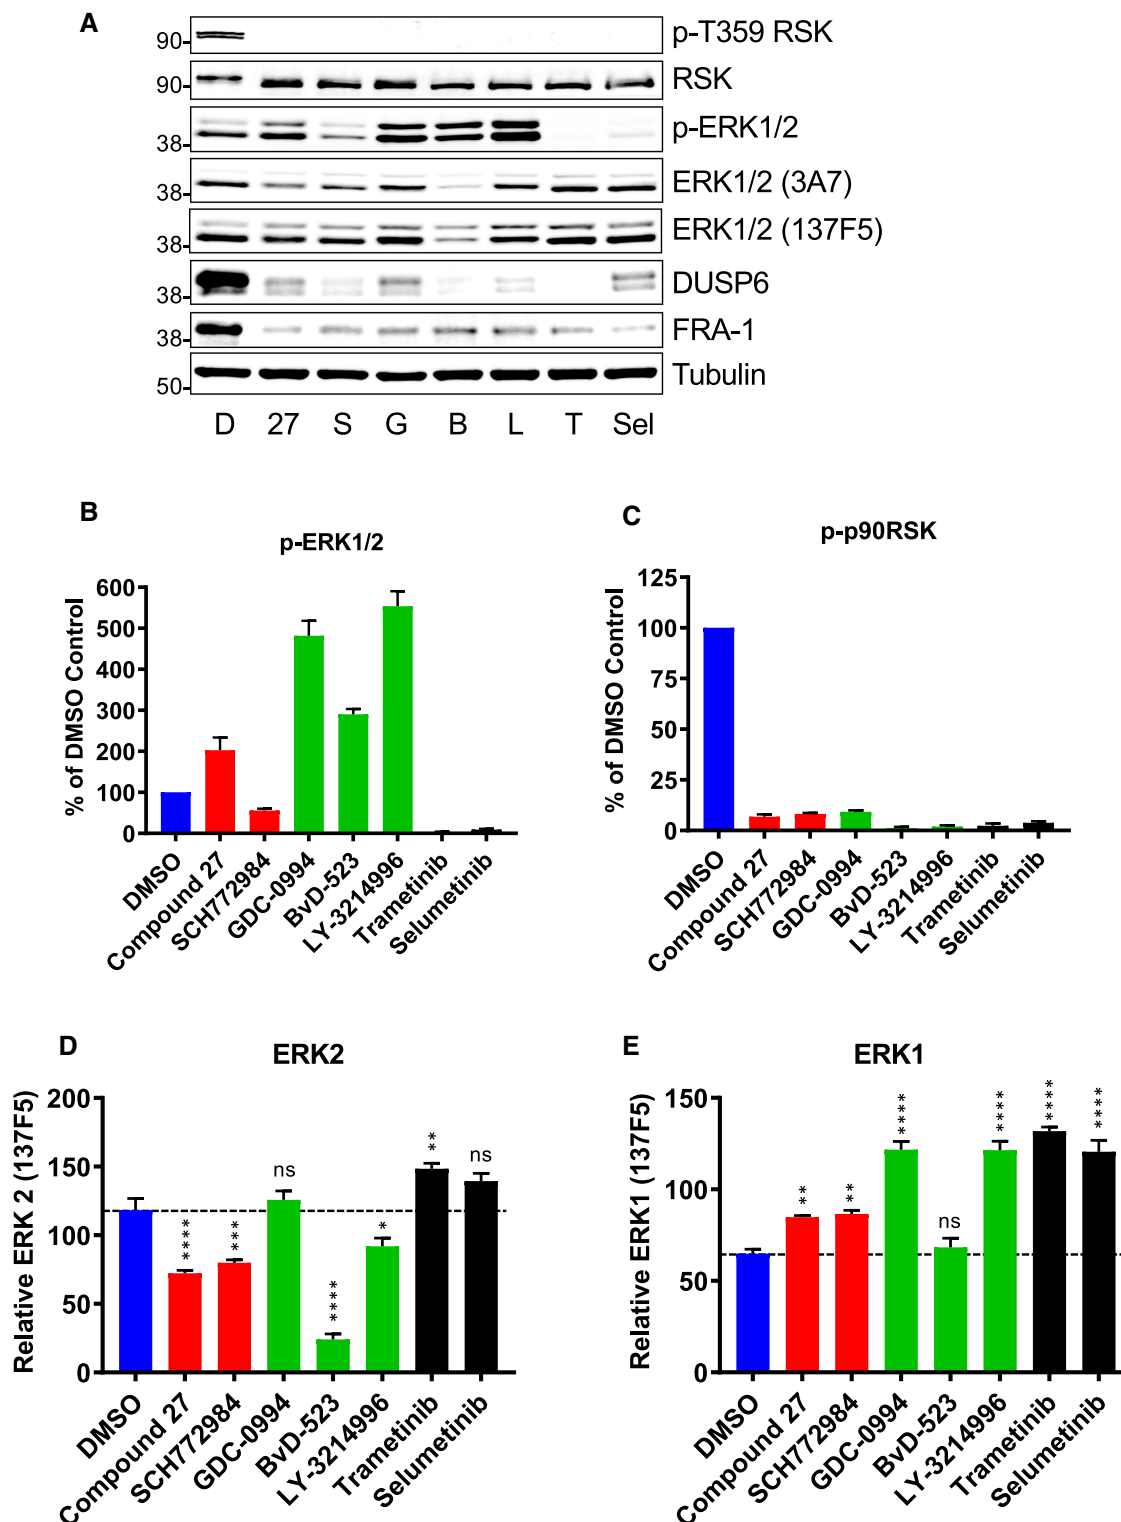 A
90 p-T359 RSK
90 RSK
38 p-ERK1/2
38 ERK1/2 (3A7)
38 ERK1/2 (137F5)
38 DUSP6
38 FRA-1
50 Tubulin
D 27 S G B L T Sel
B
p-ERK1/2
% of DMSO Control
600
500
400
300
200
100
0
DMSO
Compound 27
SCH772984
GDC-0994
BvD-523
LY-3214996
Trametinib
Selumetinib
C
p-p90RSK
% of DMSO Control
125
100
75
50
25
0
DMSO
Compound 27
SCH772984
GDC-0994
BvD-523
LY-3214996
Trametinib
Selumetinib
D
ERK2
Relative ERK 2 (137F5)
200
150
100
50
0
****
***
ns
****
*
**
ns
DMSO
Compound 27
SCH772984
GDC-0994
BvD-523
LY-3214996
Trametinib
Selumetinib
E
ERK1
Relative ERK1 (137F5)
150
100
50
0
**
**
****
ns
****
****
****
DMSO
Compound 27
SCH772984
GDC-0994
BvD-523
LY-3214996
Trametinib
Selumetinib